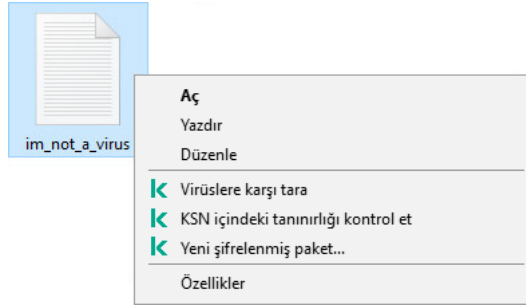 im_not_a_virus
Aç
Yazdır
Düzenle
Virüslere karşı tara
KSN içindeki tanınırlığı kontrol et
Yeni şifrelenmiş paket...
Özellikler